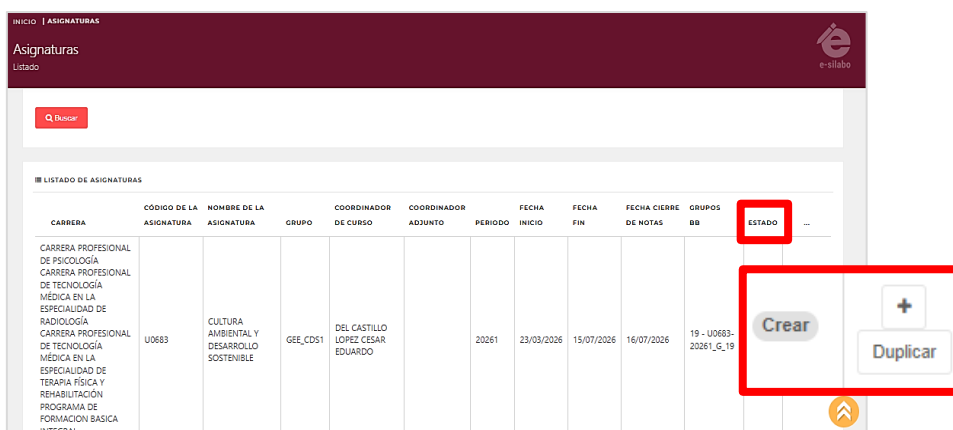 INICIO | ASIGNATURAS
Asignaturas
Listado
e-sílabo
Buscar
LISTADO DE ASIGNATURAS
CARRERA
CÓDIGO DE LA
ASIGNATURA
NOMBRE DE LA
ASIGNATURA
GRUPO
COORDINADOR
DE CURSO
COORDINADOR
ADJUNTO
PERIODO
FECHA
INICIO
FECHA
FIN
FECHA CIERRE
DE NOTAS
GRUPOS
BB
ESTADO
...
CARRERA PROFESIONAL
DE PSICOLOGÍA
CARRERA PROFESIONAL
DE TECNOLOGÍA
MÉDICA EN LA
ESPECIALIDAD DE
RADIOLOGÍA
CARRERA PROFESIONAL
DE TECNOLOGÍA
MÉDICA EN LA
ESPECIALIDAD DE
TERAPIA FÍSICA Y
REHABILITACIÓN
PROGRAMA DE
FORMACION BASICA
INTEGRAL
U0683
CULTURA
AMBIENTAL Y
DESARROLLO
SOSTENIBLE
GEE_CDS1
DEL CASTILLO
LOPEZ CESAR
EDUARDO
20261
23/03/2026
15/07/2026
16/07/2026
19 - U0683-
20261_G_19
Crear
+
Duplicar